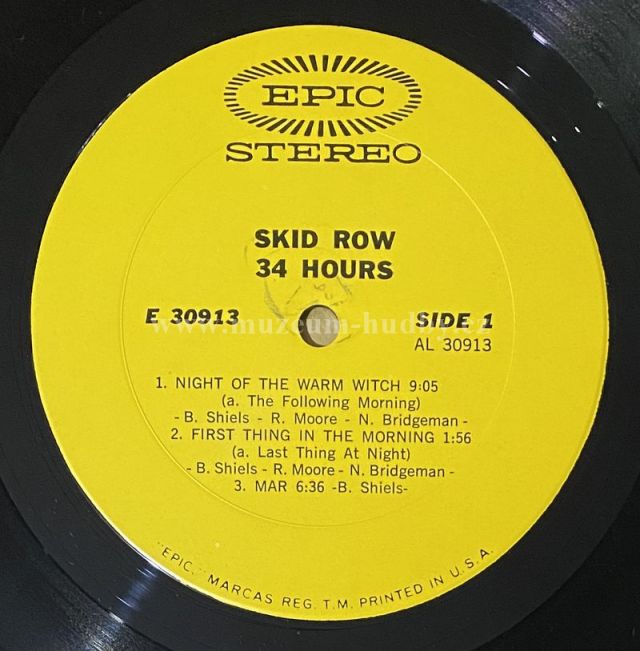 EPIC
STEREO
SKID ROW
34 HOURS
E 30913
SIDE 1
AL 30913
www.muzeum-hudby.cz
1. NIGHT OF THE WARM WITCH 9:05
(a. The Following Morning)
- B. Shiels - R. Moore - N. Bridgeman -
2. FIRST THING IN THE MORNING 1:56
(a. Last Thing At Night)
- B. Shiels - R. Moore - N. Bridgeman -
3. MAR 6:36 -B. Shiels-
"EPIC," MARCAS REG. T.M. PRINTED IN U.S.A.